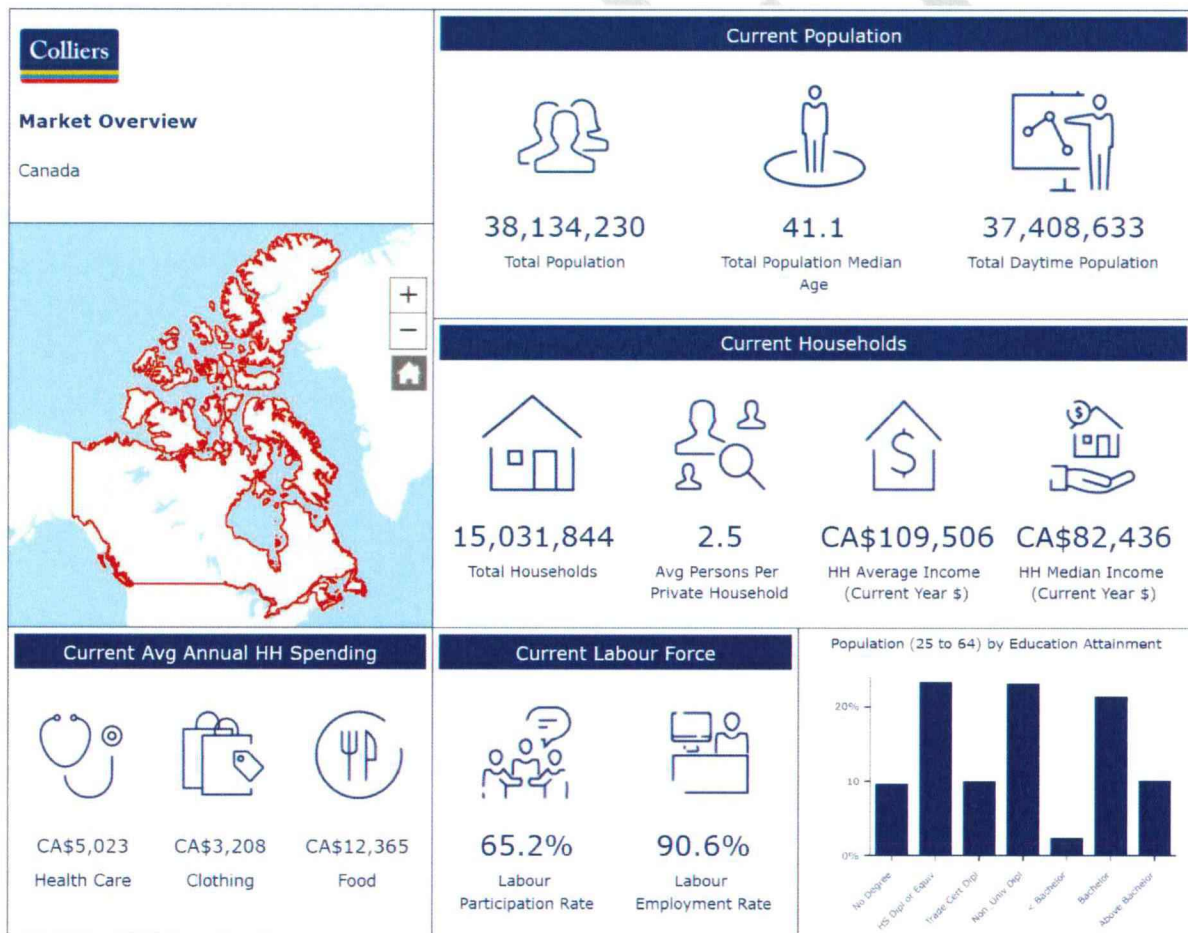 Colliers
Market Overview
Canada
+
−
Current Population
38,134,230
Total Population
41.1
Total Population Median
Age
37,408,633
Total Daytime Population
Current Households
15,031,844
Total Households
2.5
Avg Persons Per
Private Household
$
CA$109,506
HH Average Income
(Current Year $)
$
CA$82,436
HH Median Income
(Current Year $)
Current Avg Annual HH Spending
CA$5,023
Health Care
CA$3,208
Clothing
CA$12,365
Food
Current Labour Force
65.2%
Labour
Participation Rate
90.6%
Labour
Employment Rate
Population (25 to 64) by Education Attainment
20%
10
0%
No Degree
HS Dipl or Equiv
Trade Cert Dipl
Non_Univ Dipl
< Bachelor
Bachelor
Above Bachelor